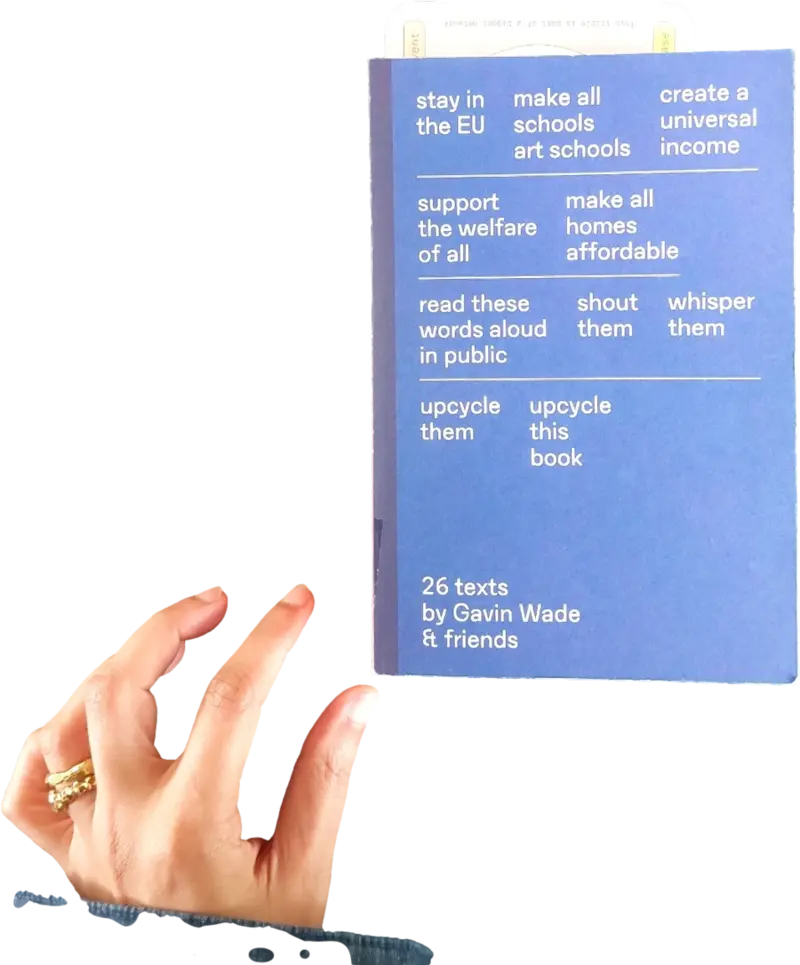 stay in
the EU
make all
schools
art schools
create a
universal
income
support
the welfare
of all
make all
homes
affordable
read these
words aloud
in public
shout
them
whisper
them
upcycle
them
upcycle
this
book
26 texts
by Gavin Wade
& friends